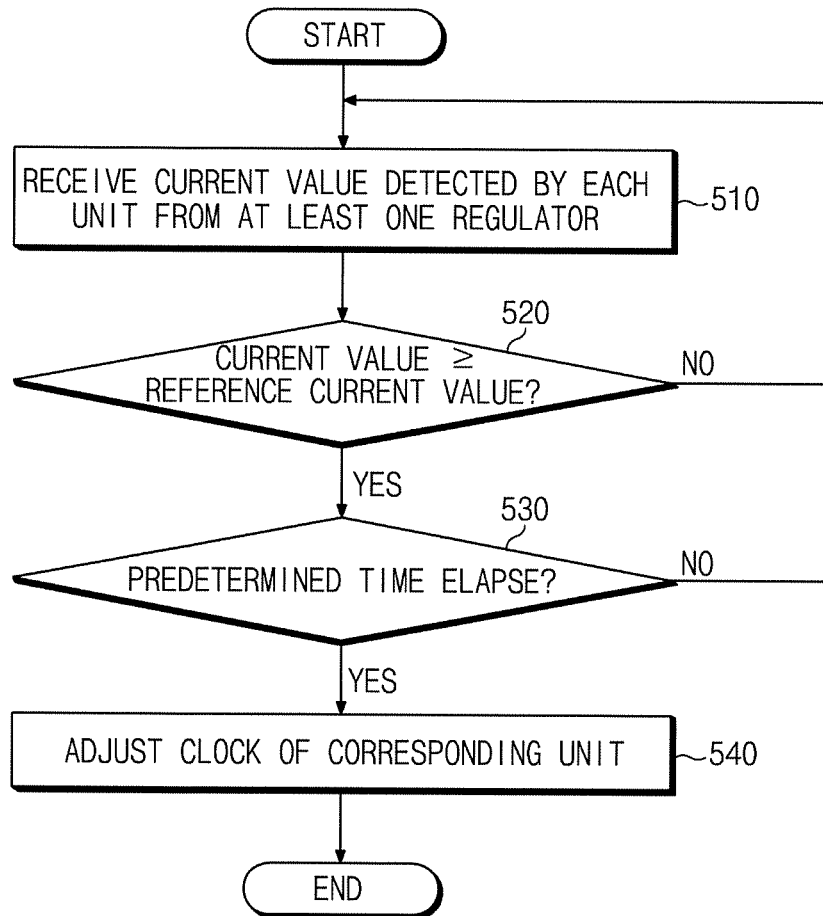 START
RECEIVE CURRENT VALUE DETECTED BY EACH
UNIT FROM AT LEAST ONE REGULATOR
510
520
CURRENT VALUE ≥
REFERENCE CURRENT VALUE?
NO
YES
530
PREDETERMINED TIME ELAPSE?
NO
YES
ADJUST CLOCK OF CORRESPONDING UNIT
540
END